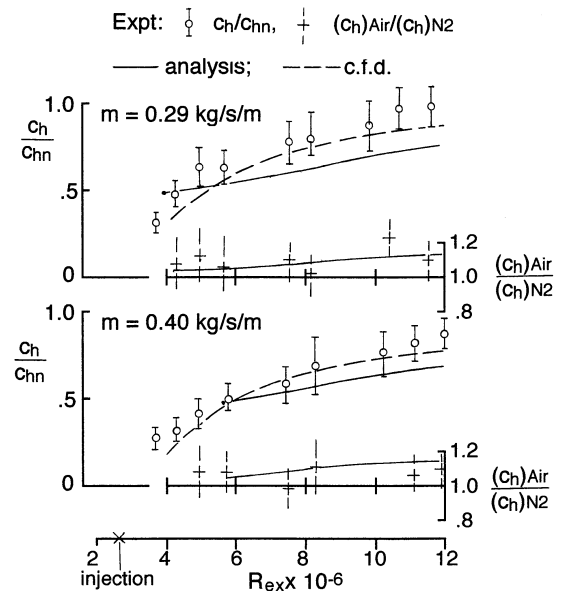 Expt: ch/chn, (ch)Air/(ch)N2
analysis; c.f.d.
1.0
m = 0.29 kg/s/m
ch
chn
.5
0
1.2
1.0
.8
(ch)Air
(ch)N2
1.0
m = 0.40 kg/s/m
ch
chn
.5
0
1.2
1.0
.8
(ch)Air
(ch)N2
2 4 6 8 10 12
injection
Rexx 10-6